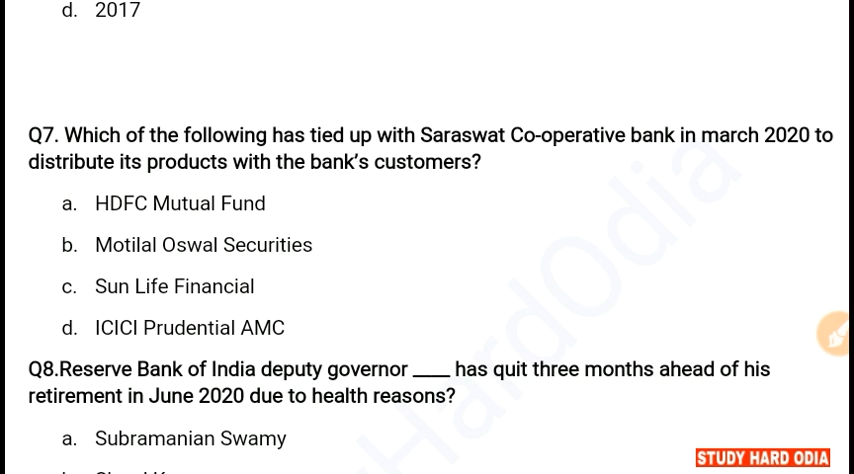 d. 2017
Q7. Which of the following has tied up with Saraswat Co-operative bank in march 2020 to
distribute its products with the bank's customers?
a. HDFC Mutual Fund
b. Motilal Oswal Securities
c. Sun Life Financial
d. ICICI Prudential AMC
Q8.Reserve Bank of India deputy governor ____ has quit three months ahead of his
retirement in June 2020 due to health reasons?
a. Subramanian Swamy
HardOdia
STUDY HARD ODIA